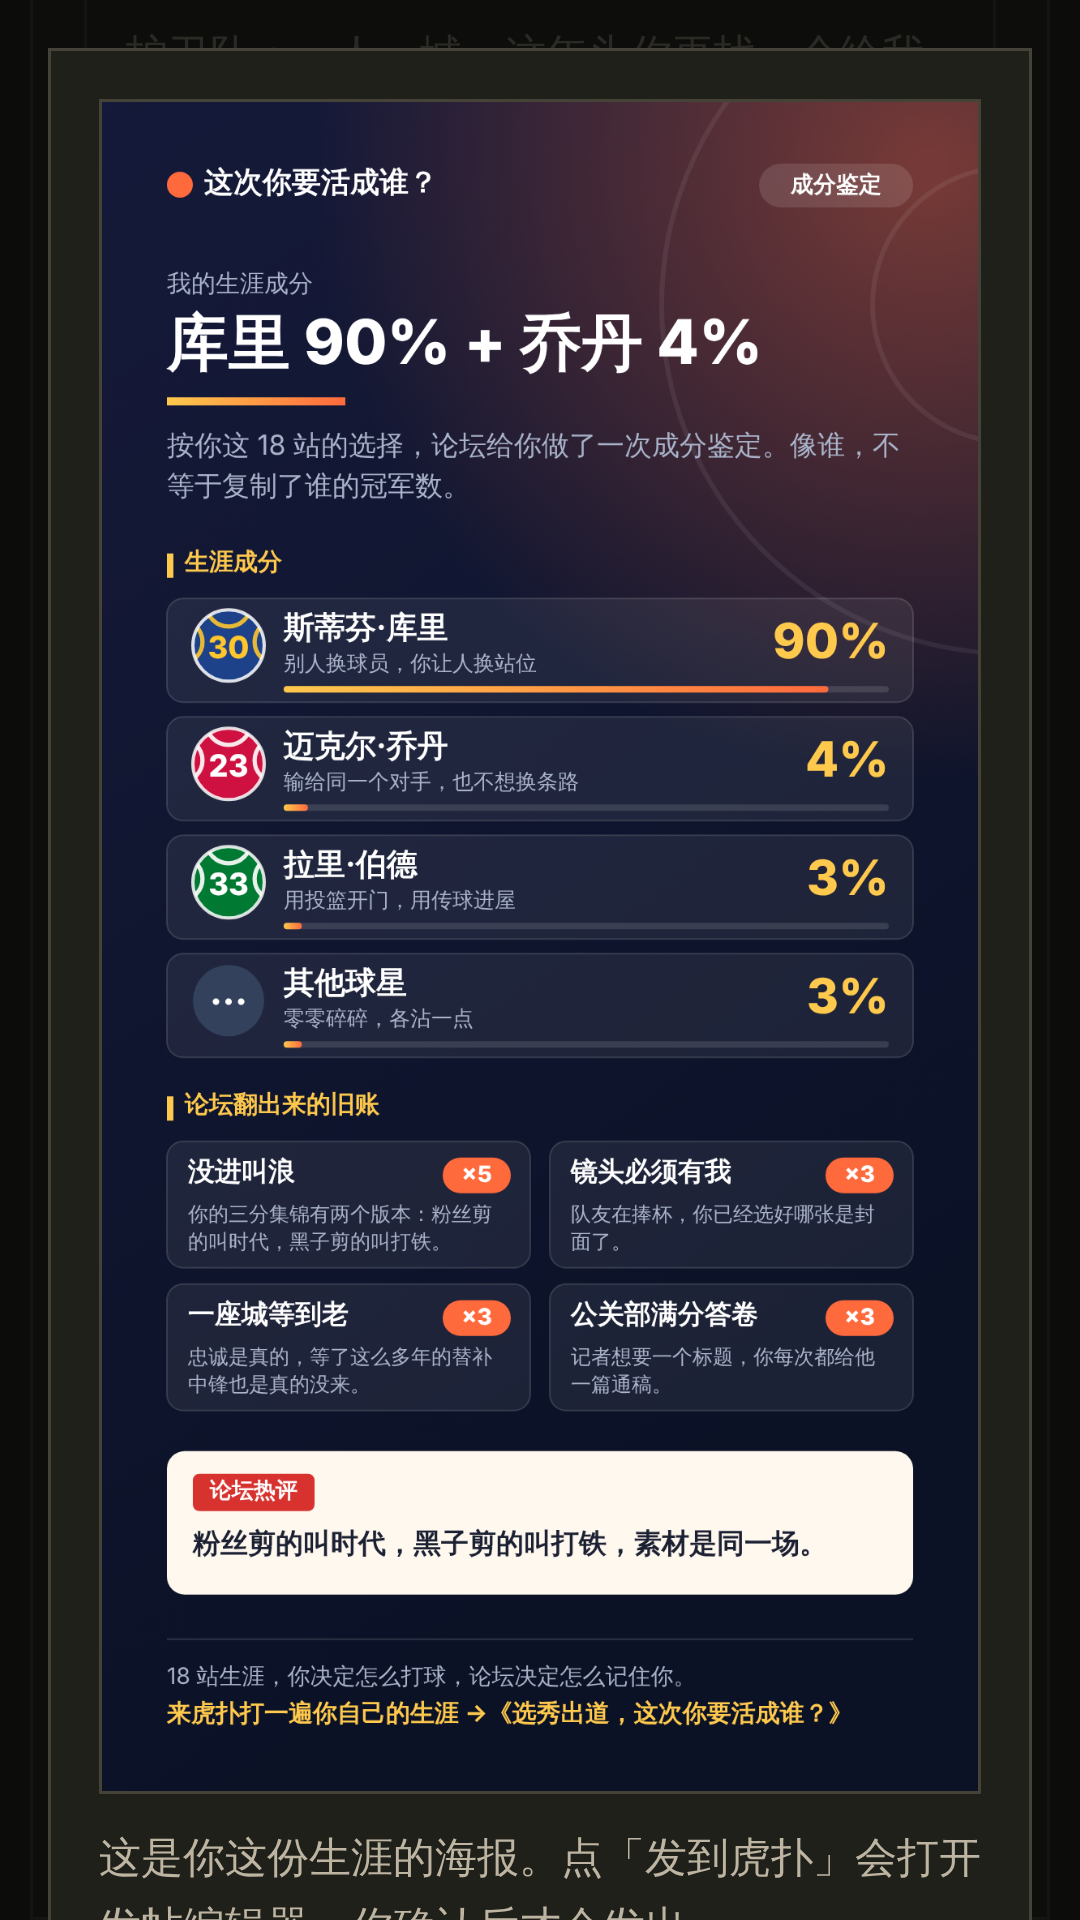 这次你要活成谁？
成分鉴定
我的生涯成分
库里 90% + 乔丹 4%
按你这 18 站的选择，论坛给你做了一次成分鉴定。像谁，不
等于复制了谁的冠军数。
生涯成分
30
斯蒂芬·库里
别人换球员，你让人换站位
90%
23
迈克尔·乔丹
输给同一个对手，也不想换条路
4%
33
拉里·伯德
用投篮开门，用传球进屋
3%
···
其他球星
零零碎碎，各沾一点
3%
论坛翻出来的旧账
没进叫浪
×5
你的三分集锦有两个版本：粉丝剪
的叫时代，黑子剪的叫打铁。
镜头必须有我
×3
队友在捧杯，你已经选好哪张是封
面了。
一座城等到老
×3
忠诚是真的，等了这么多年的替补
中锋也是真的没来。
公关部满分答卷
×3
记者想要一个标题，你每次都给他
一篇通稿。
论坛热评
粉丝剪的叫时代，黑子剪的叫打铁，素材是同一场。
18 站生涯，你决定怎么打球，论坛决定怎么记住你。
来虎扑打一遍你自己的生涯 →《选秀出道，这次你要活成谁？》
这是你这份生涯的海报。点「发到虎扑」会打开